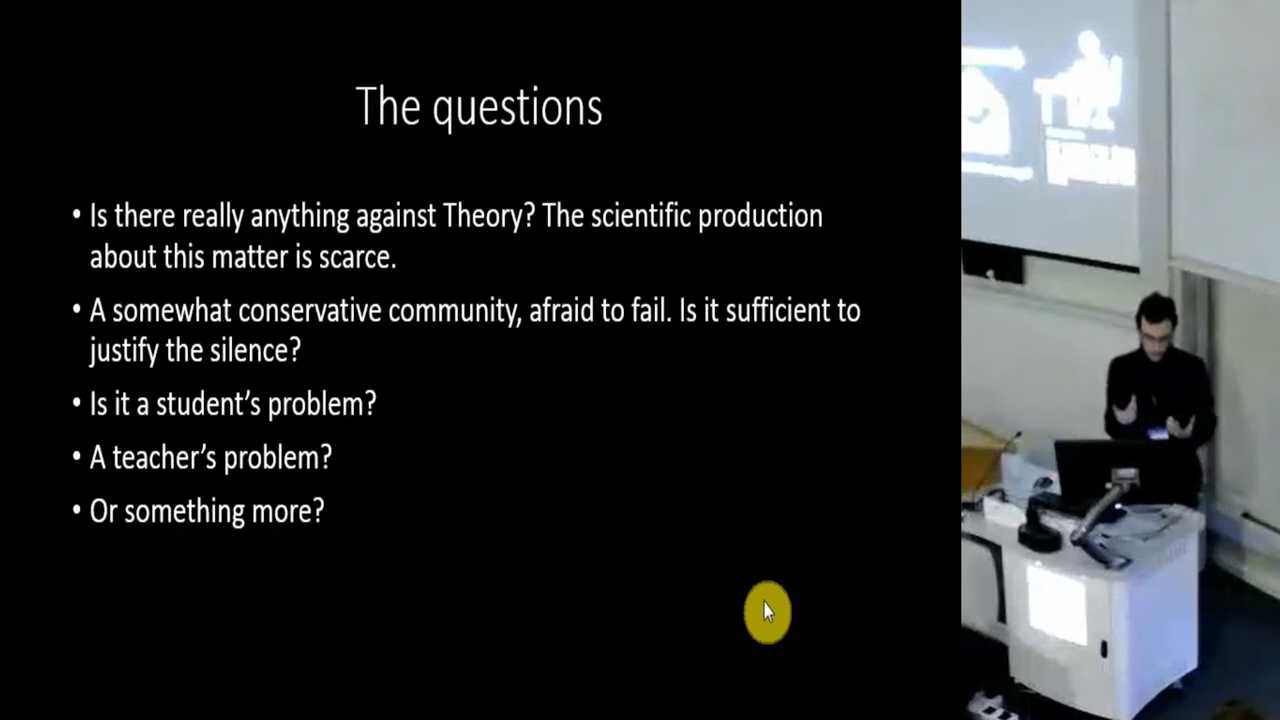 The questions
• Is there really anything against Theory? The scientific production
about this matter is scarce.
• A somewhat conservative community, afraid to fail. Is it sufficient to
justify the silence?
• Is it a student’s problem?
• A teacher’s problem?
• Or something more?